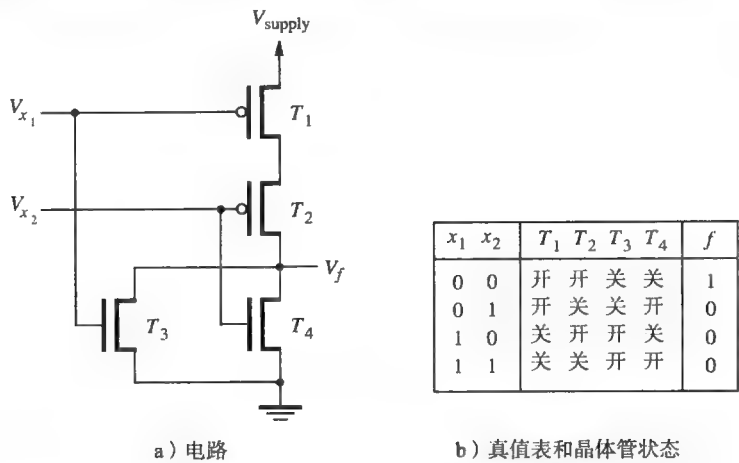 V_supply
V_x₁
T₁
V_x₂
T₂
V_f
T₃
T₄
x₁ x₂ T₁ T₂ T₃ T₄ f
0 0 开 开 关 关 1
0 1 开 关 关 开 0
1 0 关 开 开 关 0
1 1 关 关 开 开 0
a）电路
b）真值表和晶体管状态